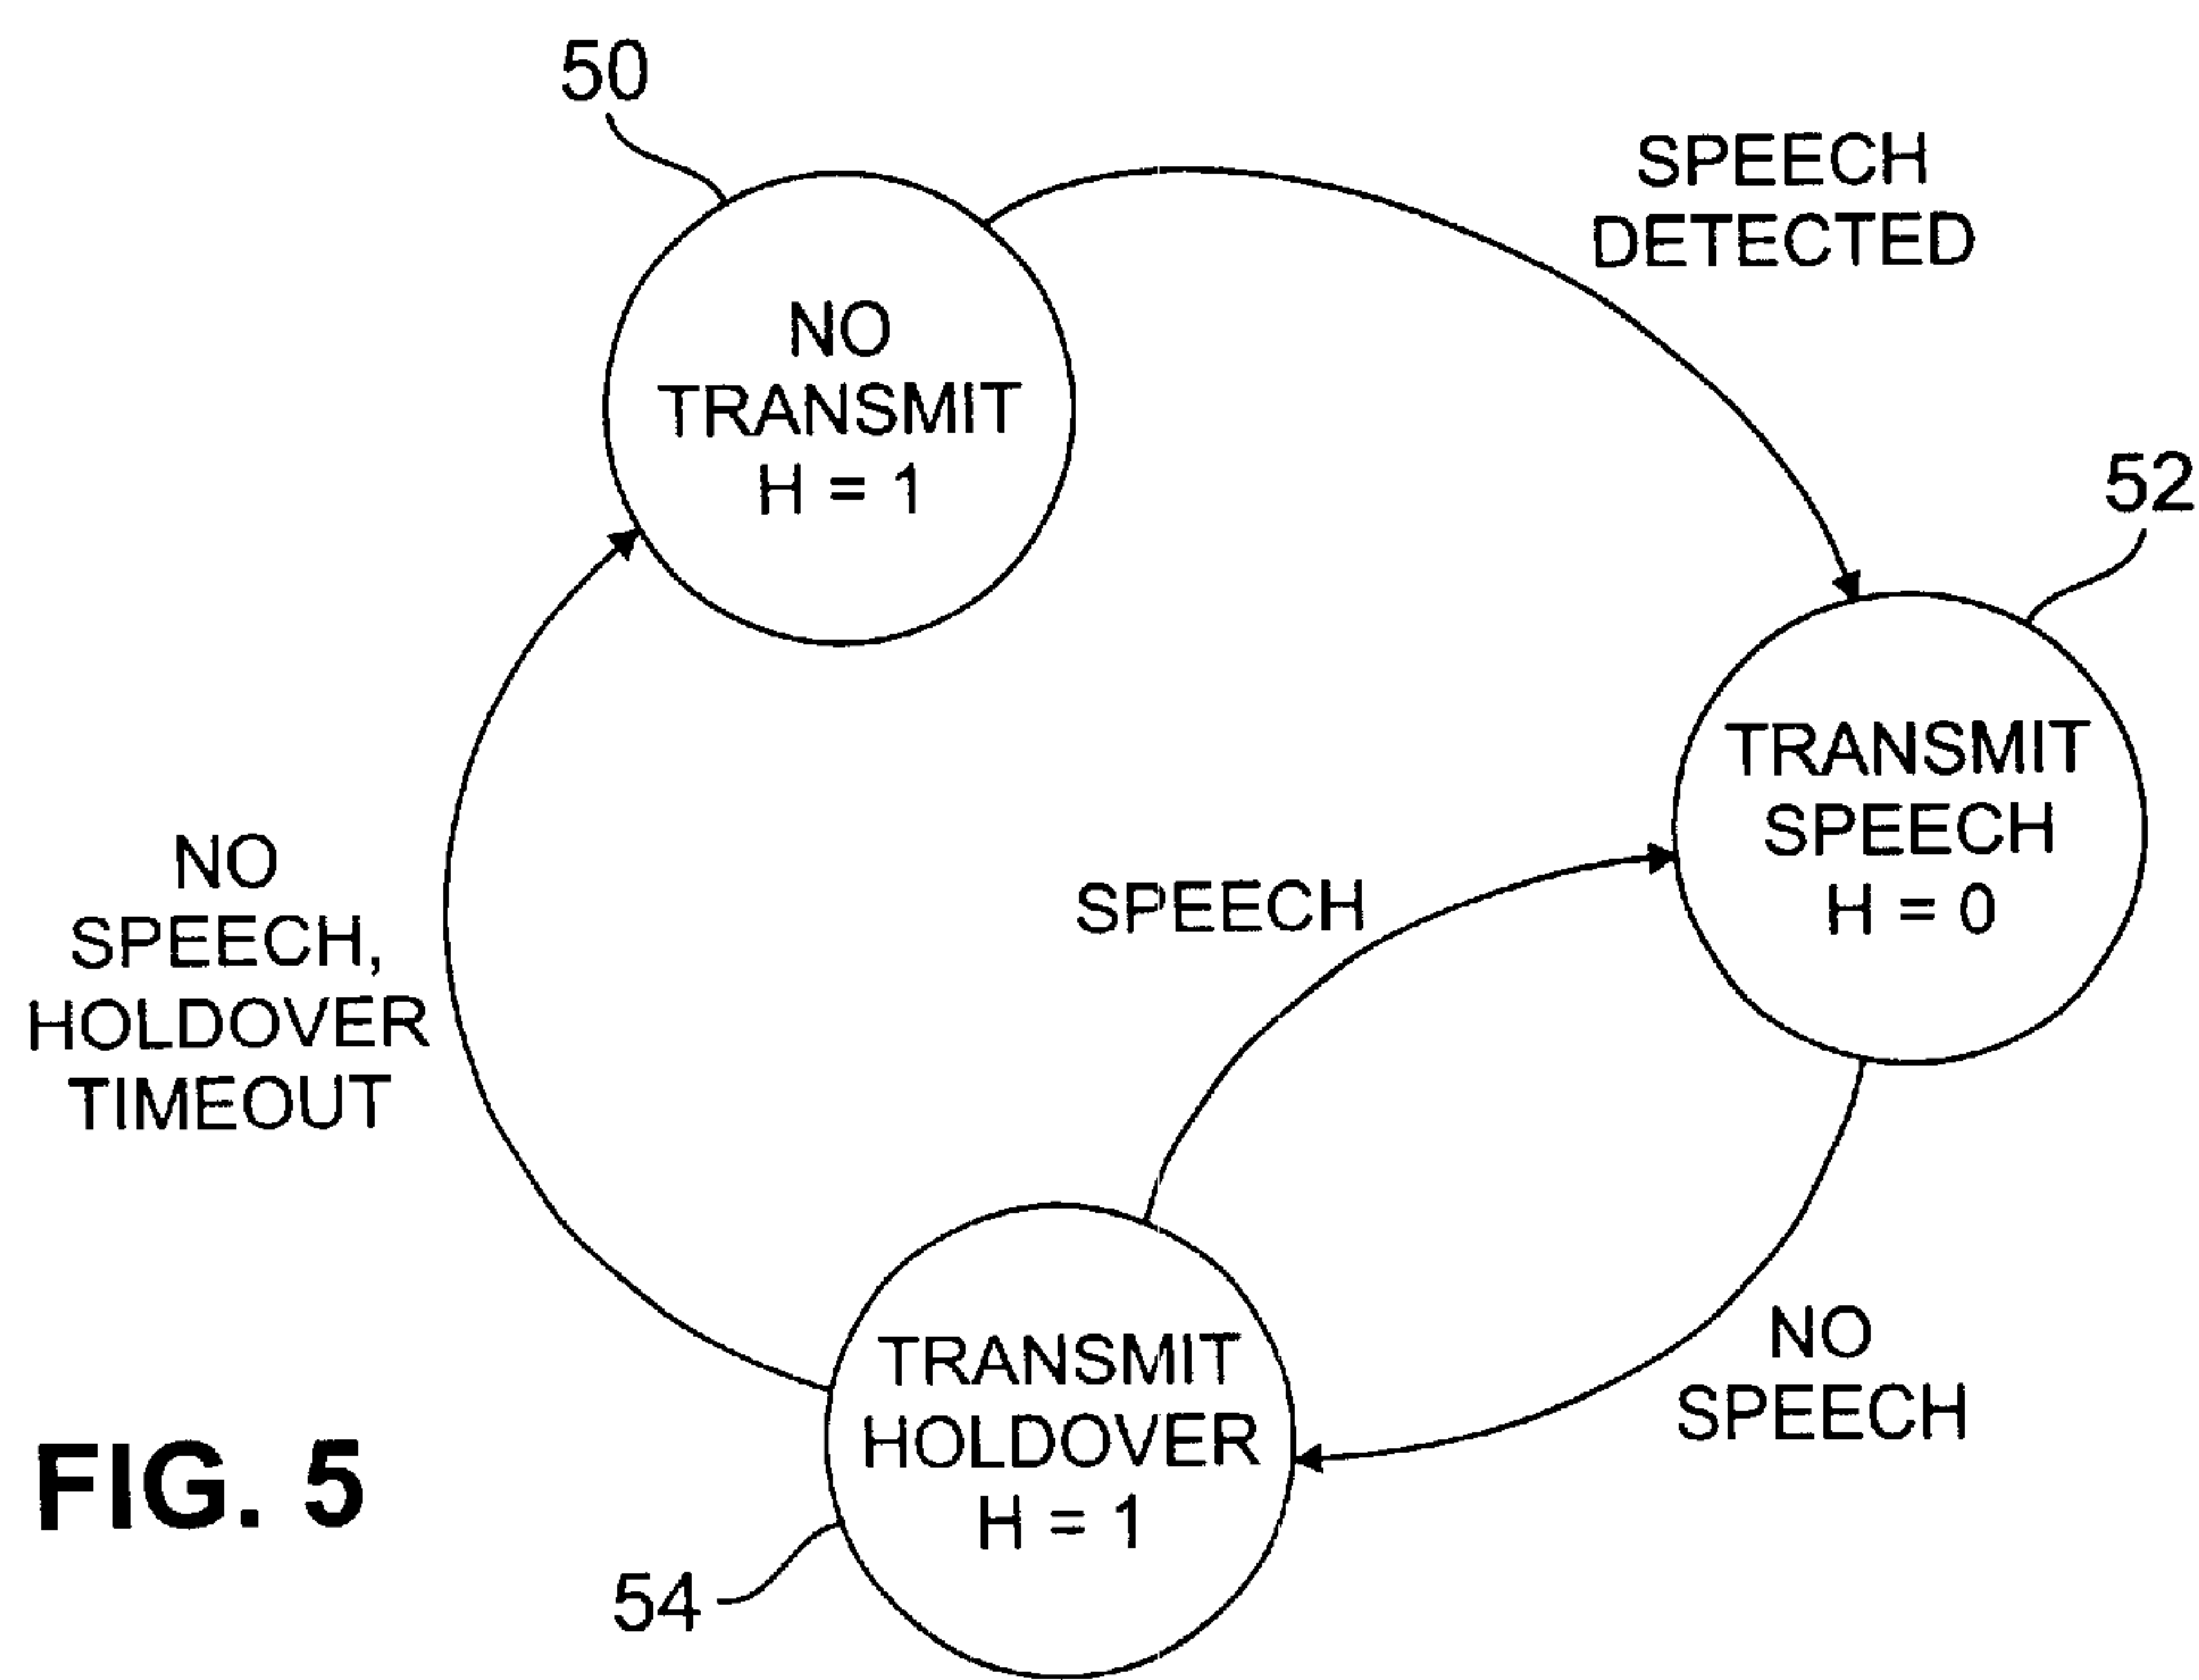 50
SPEECH
DETECTED
NO
TRANSMIT
H = 1
52
TRANSMIT
SPEECH
H = 0
NO
SPEECH,
HOLDOVER
TIMEOUT
SPEECH
NO
SPEECH
TRANSMIT
HOLDOVER
H = 1
54
FIG. 5